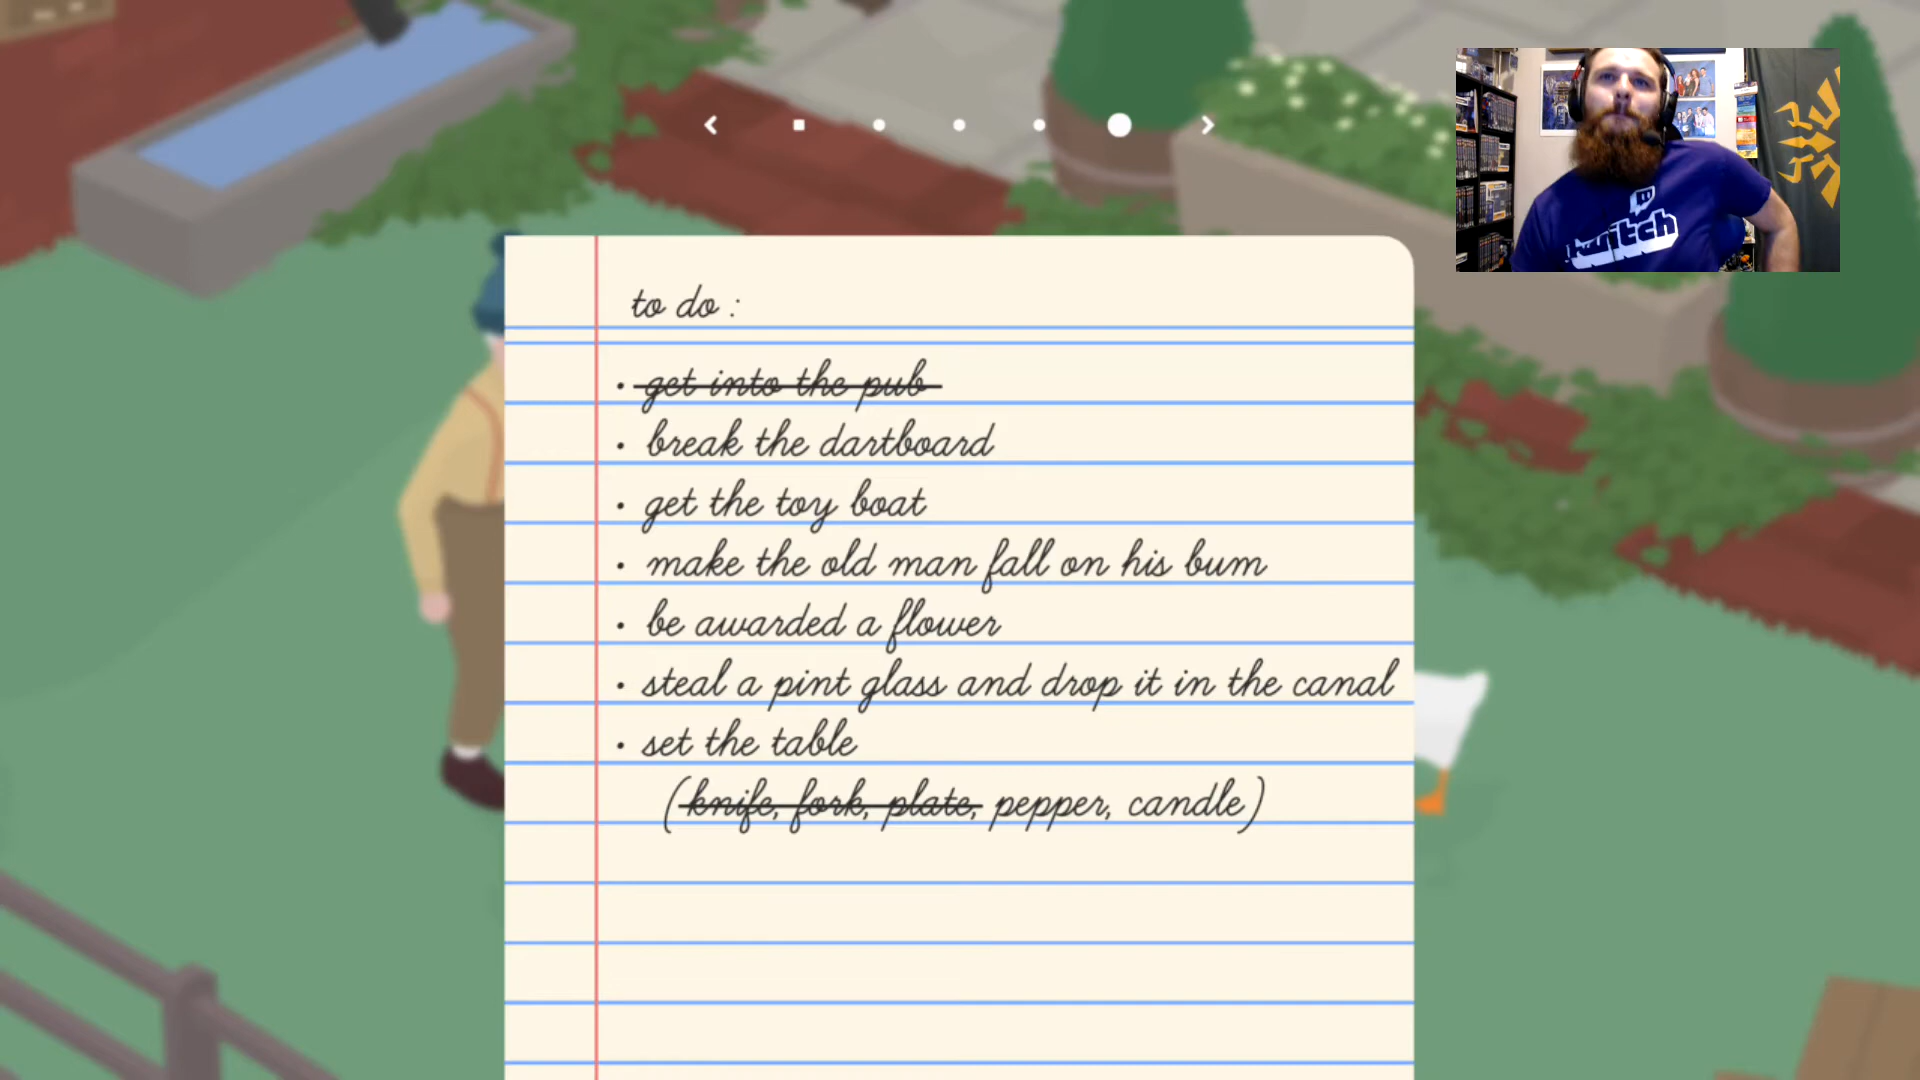 to do :
• get into the pub
• break the dartboard
• get the toy boat
• make the old man fall on his bum
• be awarded a flower
• steal a pint glass and drop it in the canal
• set the table
(knife, fork, plate, pepper, candle)
twitch